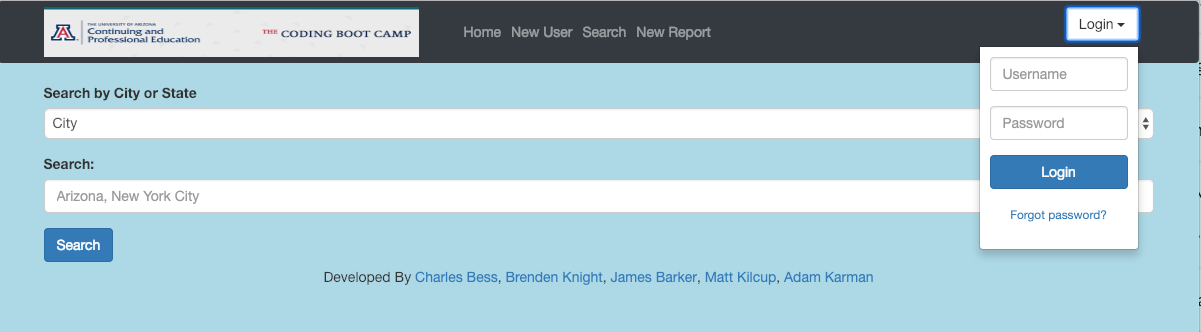 THE UNIVERSITY OF ARIZONA
Continuing and
Professional Education
THE CODING BOOT CAMP
Home New User Search New Report
Login
Username
Password
Login
Forgot password?
Search by City or State
City
Search:
Arizona, New York City
Search
Developed By Charles Bess, Brenden Knight, James Barker, Matt Kilcup, Adam Karman